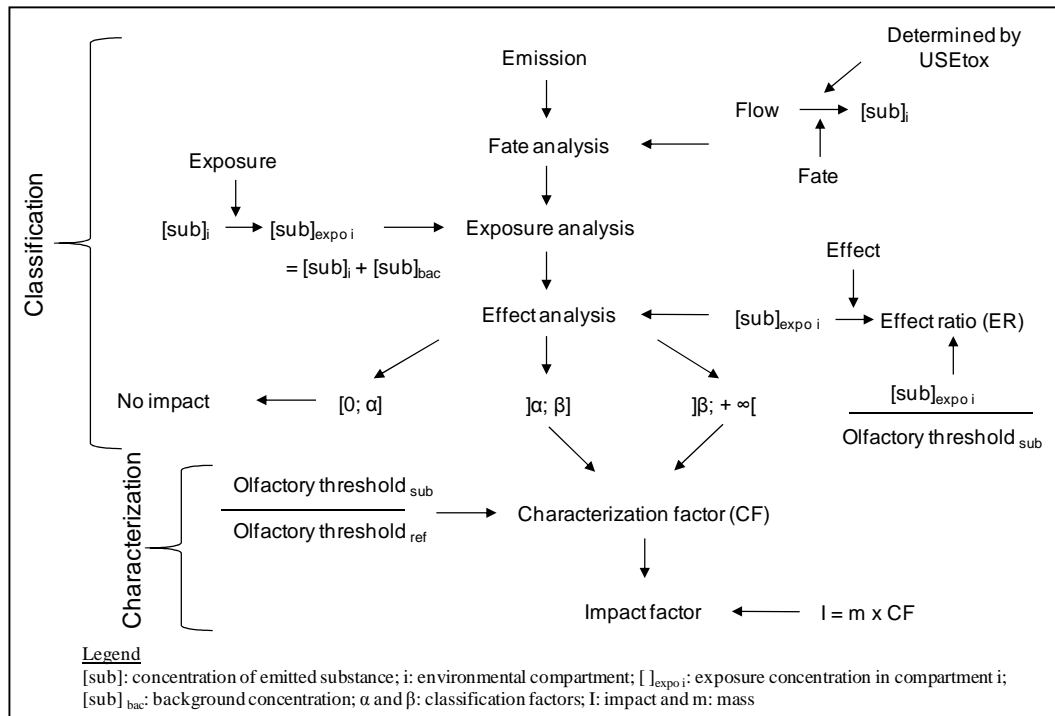 Determined by
USEtox
Emission
Flow
[sub]i
Fate analysis
Fate
Exposure
[sub]i
[sub]expo i
Exposure analysis
= [sub]i + [sub]bac
Effect
Effect analysis
[sub]expo i
Effect ratio (ER)
No impact
[0; α]
]α; β]
]β; + ∞[
[sub]expo i
Olfactory threshold sub
Classification
Olfactory threshold sub
Olfactory threshold ref
Characterization factor (CF)
Impact factor
I = m x CF
Characterization
Legend
[sub]: concentration of emitted substance; i: environmental compartment; [ ]expo i: exposure concentration in compartment i;
[sub] bac: background concentration; α and β: classification factors; I: impact and m: mass